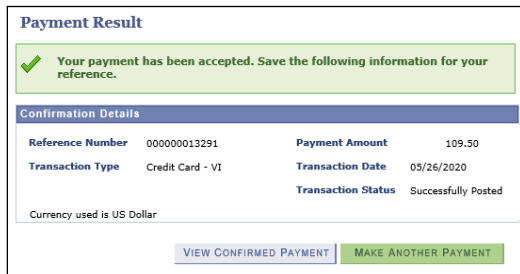 Payment Result
Your payment has been accepted. Save the following information for your
reference.
Confirmation Details
Reference Number 000000013291 Payment Amount 109.50
Transaction Type Credit Card - VI Transaction Date 05/26/2020
Transaction Status Successfully Posted
Currency used is US Dollar
VIEW CONFIRMED PAYMENT MAKE ANOTHER PAYMENT